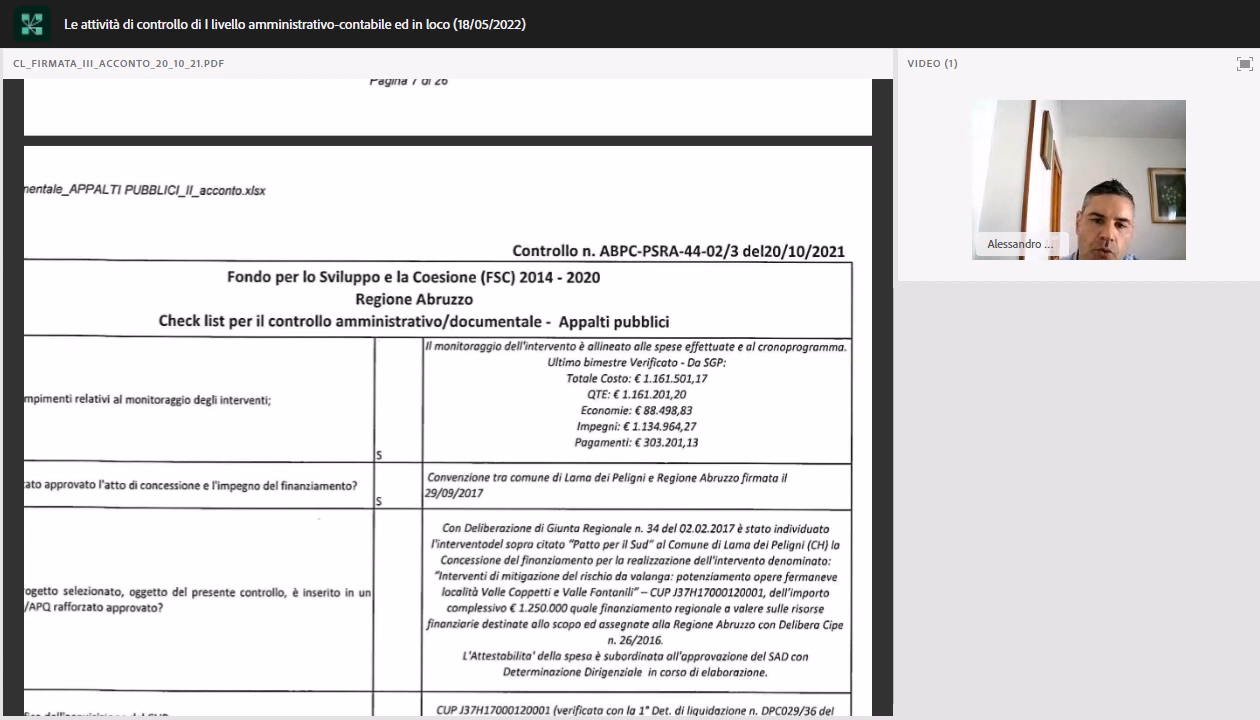 Le attività di controllo di I livello amministrativo-contabile ed in loco (18/05/2022)
CL_FIRMATA_III_ACCONTO_20_10_21.PDF
VIDEO (1)
Pagina 7 di 26
mentale_APPALTI PUBBLICI_II_acconto.xlsx
Controllo n. ABPC-PSRA-44-02/3 del20/10/2021
Fondo per lo Sviluppo e la Coesione (FSC) 2014 - 2020
Regione Abruzzo
Check list per il controllo amministrativo/documentale - Appalti pubblici
Il monitoraggio dell'intervento è allineato alle spese effettuate e al cronoprogramma.
Ultimo bimestre Verificato - Da SGP:
Totale Costo: € 1.161.501,17
QTE: € 1.161.201,20
Economie: € 88.498,83
Impegni: € 1.134.964,27
Pagamenti: € 303.201,13
mpimenti relativi al monitoraggio degli interventi;
S
ato approvato l'atto di concessione e l'impegno del finanziamento?
S
Convenzione tra comune di Lama dei Peligni e Regione Abruzzo firmata il
29/09/2017
ogetto selezionato, oggetto del presente controllo, è inserito in un
/APQ rafforzato approvato?
Con Deliberazione di Giunta Regionale n. 34 del 02.02.2017 è stato individuato
l'interventodel sopra citato "Patto per il Sud" al Comune di Lama dei Peligni (CH) la
Concessione del finanziamento per la realizzazione dell'intervento denominato:
"Interventi di mitigazione del rischio da valanga: potenziamento opere fermaneve
località Valle Coppetti e Valle Fontanili" – CUP J37H17000120001, dell'importo
complessivo € 1.250.000 quale finanziamento regionale a valere sulle risorse
finanziarie destinate allo scopo ed assegnate alla Regione Abruzzo con Delibera Cipe
n. 26/2016.
L'Attestabilita' della spesa è subordinata all'approvazione del SAD con
Determinazione Dirigenziale in corso di elaborazione.
CUP J37H17000120001 (verificata con la 1° Det. di liquidazione n. DPC029/36 del
Alessandro ...